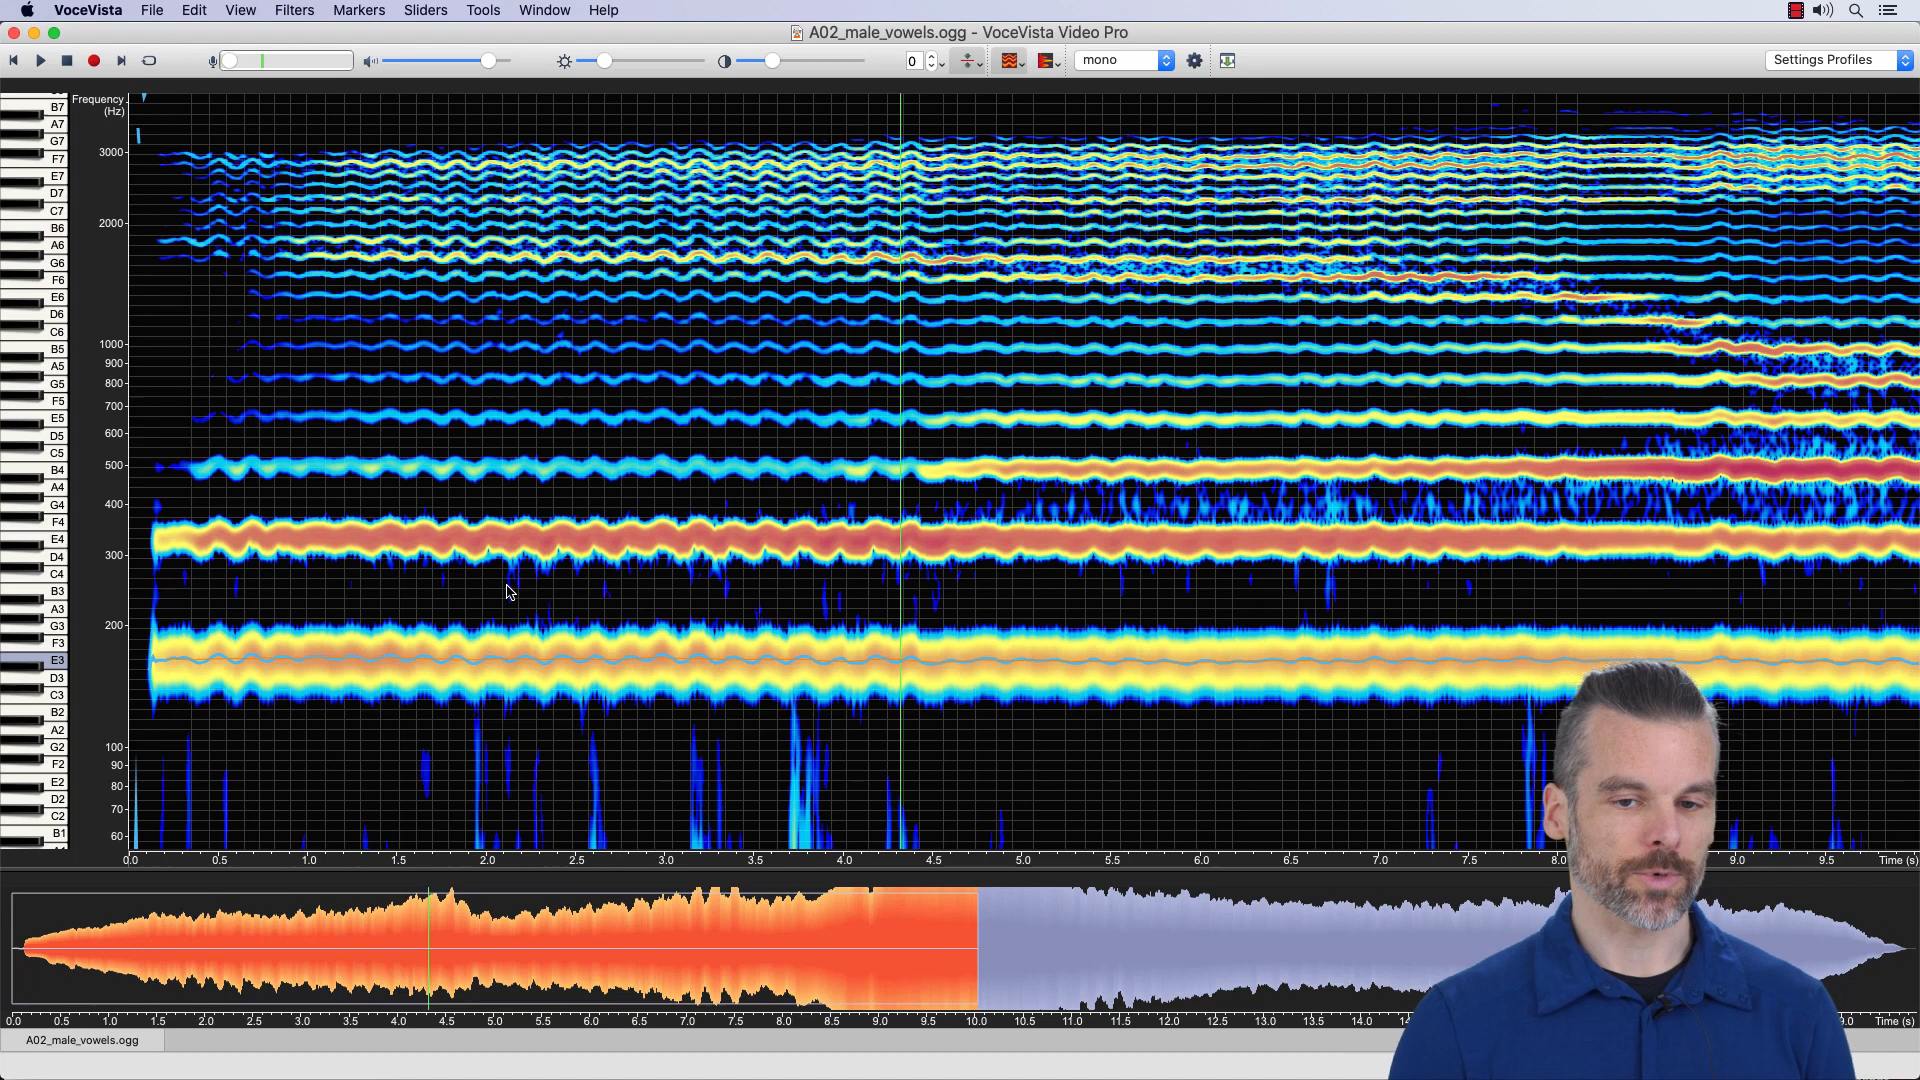 VoceVista File Edit View Filters Markers Sliders Tools Window Help
A02_male_vowels.ogg - VoceVista Video Pro
0 mono Settings Profiles
Frequency (Hz)
B7
A7
G7
F7
E7
D7
C7
B6
A6
G6
F6
E6
D6
C6
B5
A5
G5
F5
E5
D5
C5
B4
A4
G4
F4
E4
D4
C4
B3
A3
G3
F3
E3
D3
C3
B2
A2
G2
F2
E2
D2
C2
B1
3000
2000
1000
900
800
700
600
500
400
300
200
100
90
80
70
60
0.0 0.5 1.0 1.5 2.0 2.5 3.0 3.5 4.0 4.5 5.0 5.5 6.0 6.5 7.0 7.5 8.0 9.0 9.5 Time (s)
0.0 0.5 1.0 1.5 2.0 2.5 3.0 3.5 4.0 4.5 5.0 5.5 6.0 6.5 7.0 7.5 8.0 8.5 9.0 9.5 10.0 10.5 11.0 11.5 12.0 12.5 13.0 13.5 14.0 Time (s)
A02_male_vowels.ogg